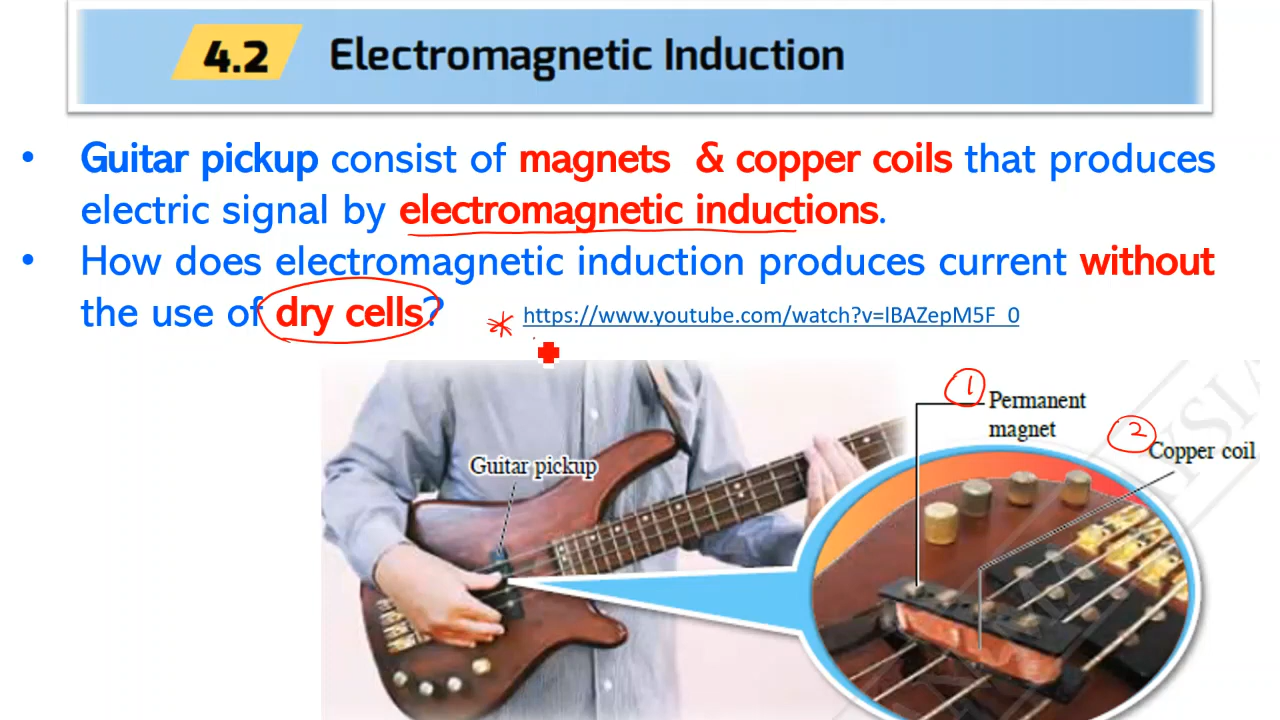 4.2 Electromagnetic Induction
• Guitar pickup consist of magnets & copper coils that produces
electric signal by electromagnetic inductions.
• How does electromagnetic induction produces current without
the use of dry cells?
* https://www.youtube.com/watch?v=lBAZepM5F_0
1 Permanent
magnet
2
Copper coil
Guitar pickup